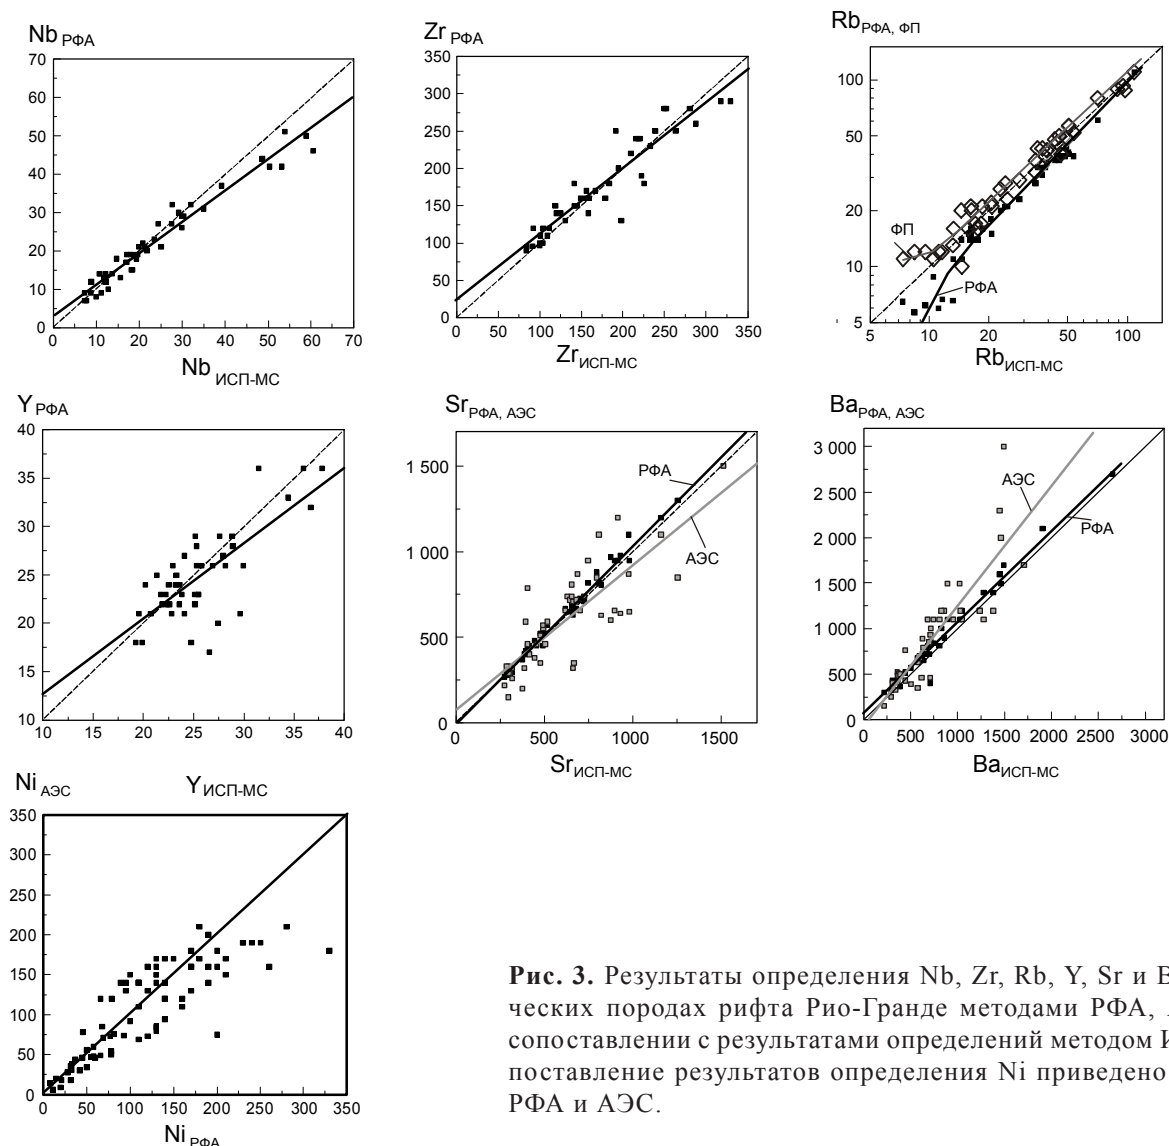 Nb РФА
70
60
50
40
30
20
10
0
0 10 20 30 40 50 60 70
Nb ИСП-МС
Zr РФА
350
300
250
200
150
100
50
0
0 50 100 150 200 250 300 350
Zr ИСП-МС
Rb РФА, ФП
100
50
20
10
5
ФП
РФА
5 10 20 50 100
Rb ИСП-МС
Y РФА
40
35
30
25
20
15
10
10 15 20 25 30 35 40
Y ИСП-МС
Sr РФА, АЭС
1 500
1 000
500
0
РФА
АЭС
0 500 1000 1500
Sr ИСП-МС
Ba РФА, АЭС
3 000
2 500
2 000
1 500
1 000
500
0
АЭС
РФА
0 500 1000 1500 2000 2500 3000
Ba ИСП-МС
Ni АЭС
350
300
250
200
150
100
50
0
0 50 100 150 200 250 300 350
Ni РФА
Рис. 3. Результаты определения Nb, Zr, Rb, Y, Sr и B
ческих породах рифта Рио-Гранде методами РФА, 
сопоставлении с результатами определений методом И
поставление результатов определения Ni приведено
РФА и АЭС.